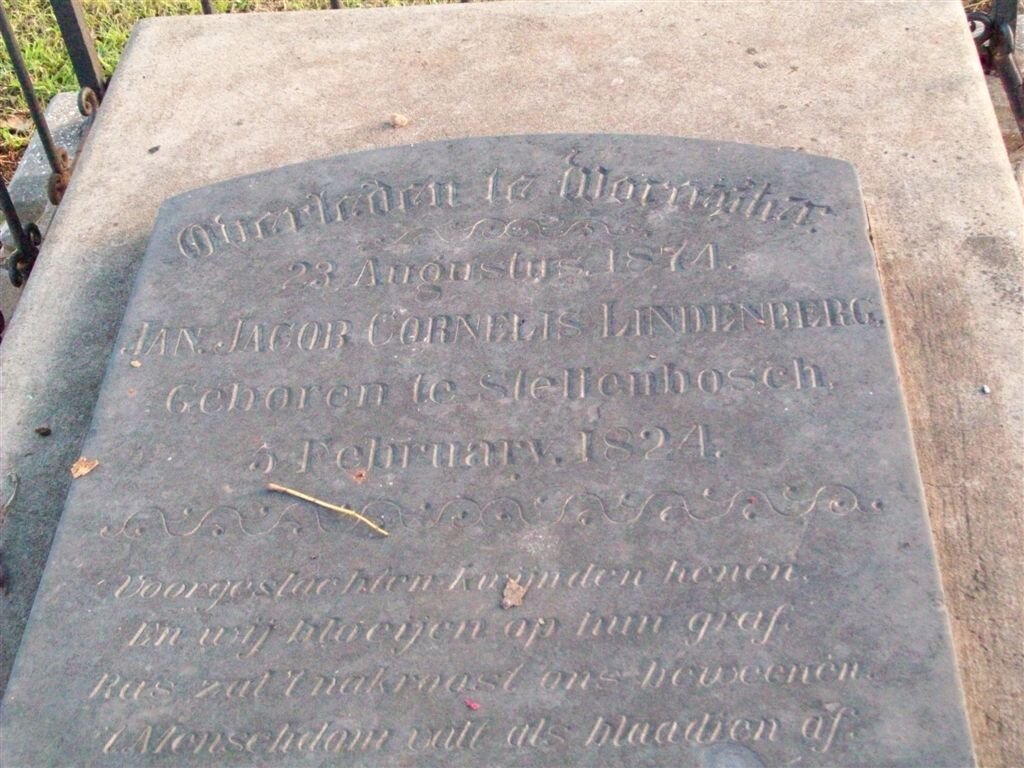 Overleden te Worcester
23 Augustus 1874.
JAN. JACOB CORNELIS LINDENBERG.
Geboren te Stellenbosch.
5 February. 1824.
Voorgeslachten kwijnden henen.
En wij bloeijen op hun graf.
Ras zal 't nakroost ons beweenen.
't Menschdom valt als blaadren af.